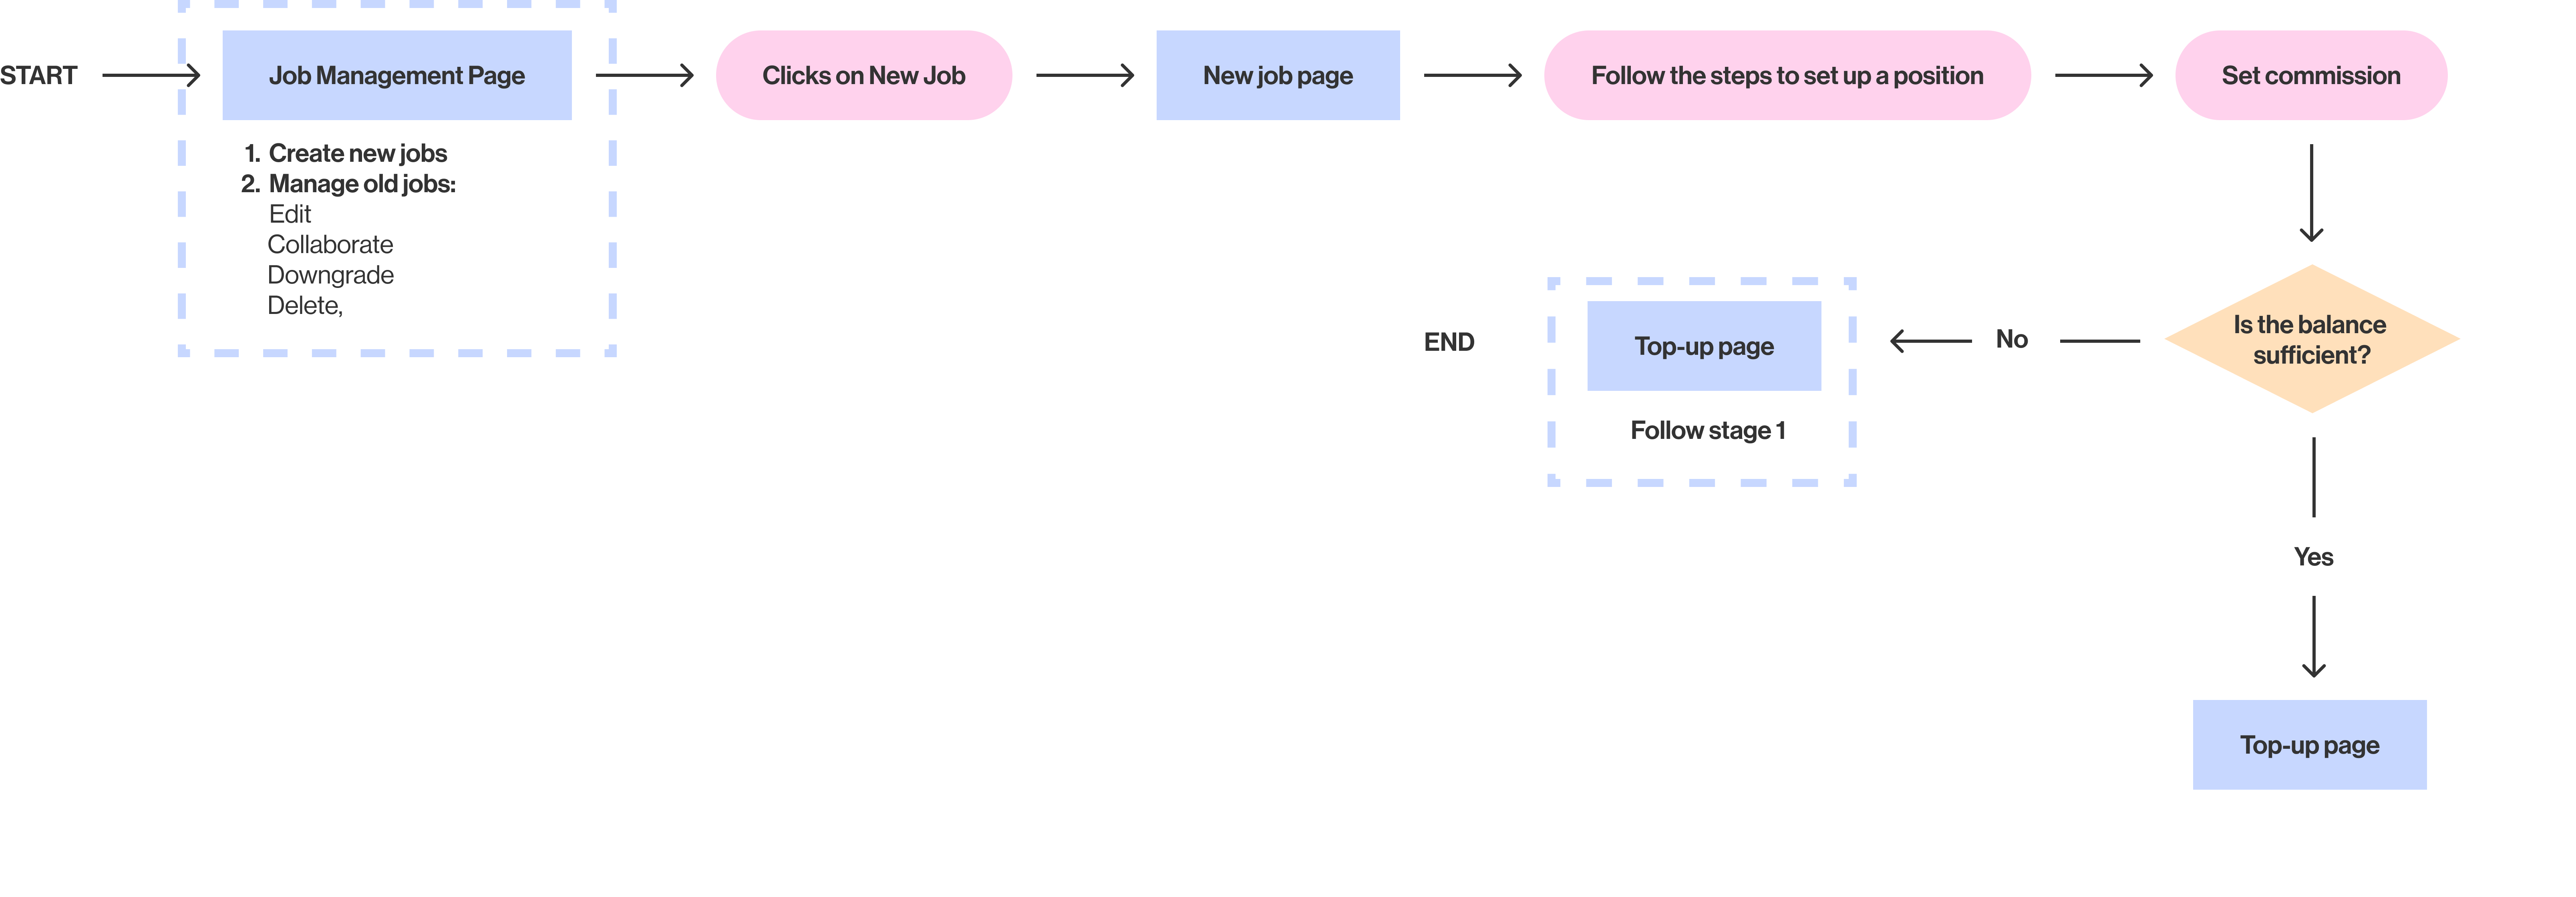 START
Job Management Page
Clicks on New Job
New job page
Follow the steps to set up a position
Set commission
1. Create new jobs
2. Manage old jobs:
Edit
Collaborate
Downgrade
Delete,
END
Top-up page
Follow stage 1
No
Is the balance
sufficient?
Yes
Top-up page